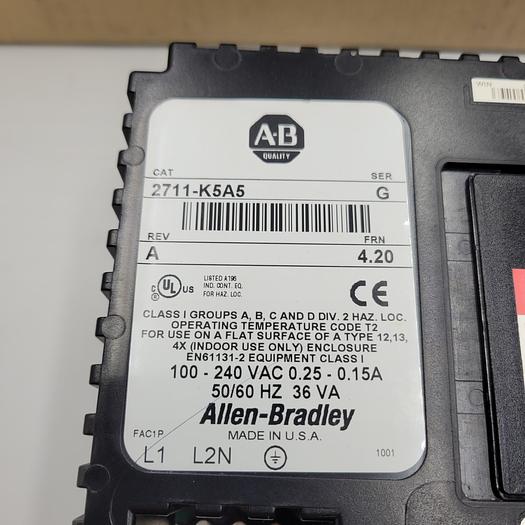 WIN
A·B
QUALITY
CAT SER
2711-K5A5 G
REV FRN
A 4.20
C UL US LISTED A196
IND. CONT. EQ.
FOR HAZ. LOC.
CE
CLASS I GROUPS A, B, C AND D DIV. 2 HAZ. LOC.
OPERATING TEMPERATURE CODE T2
FOR USE ON A FLAT SURFACE OF A TYPE 12,13,
4X (INDOOR USE ONLY) ENCLOSURE
EN61131-2 EQUIPMENT CLASS I
100 - 240 VAC 0.25 - 0.15A
50/60 HZ 36 VA
Allen-Bradley
FAC1P MADE IN U.S.A.
L1 L2N 1001